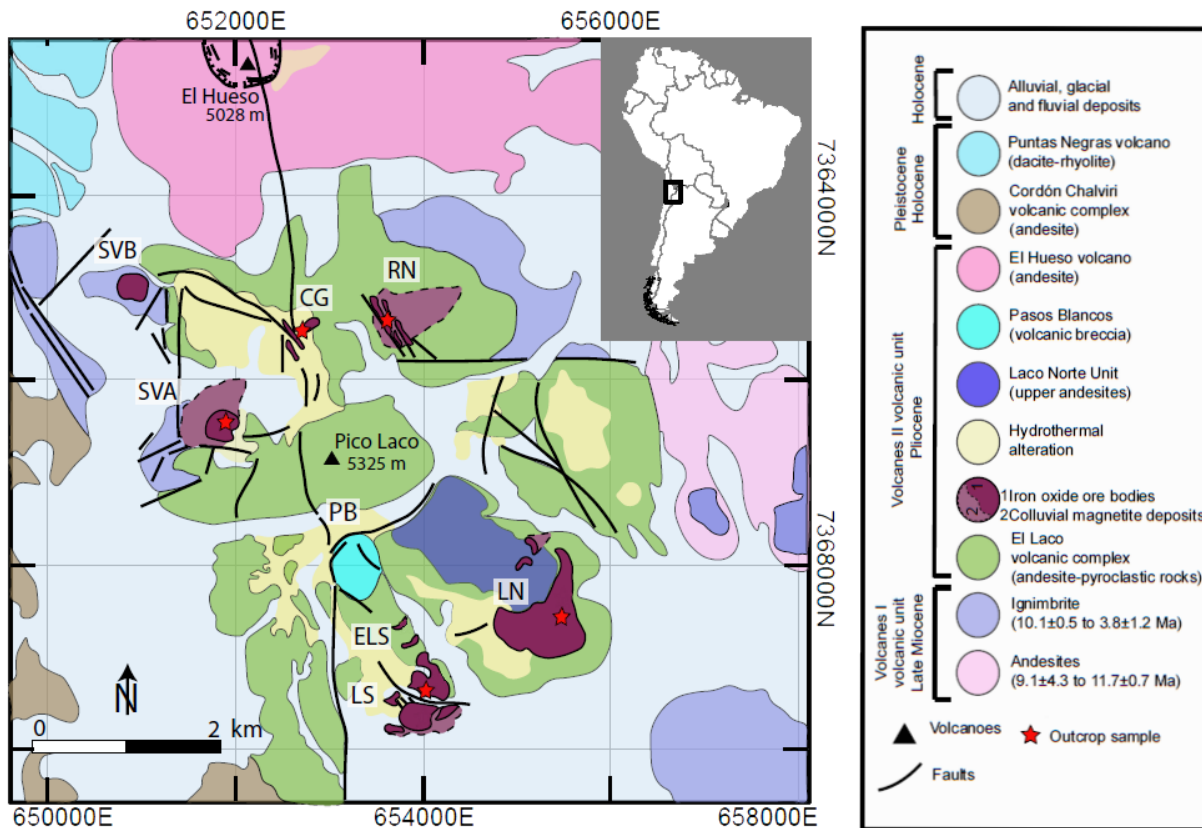 652000E
656000E
El Hueso
5028 m
7364000N
SVB
RN
CG
SVA
Pico Laco
5325 m
PB
7368000N
LN
ELS
LS
N
0
2 km
650000E
654000E
658000E
Holocene
Alluvial, glacial
and fluvial deposits
Pleistocene
Holocene
Puntas Negras volcano
(dacite-rhyolite)
Cordón Chalviri
volcanic complex
(andesite)
Volcanes II volcanic unit
Pliocene
El Hueso volcano
(andesite)
Pasos Blancos
(volcanic breccia)
Laco Norte Unit
(upper andesites)
Hydrothermal
alteration
1
2
1Iron oxide ore bodies
2Colluvial magnetite deposits
El Laco
volcanic complex
(andesite-pyroclastic rocks)
Volcanes I
volcanic unit
Late Miocene
Ignimbrite
(10.1±0.5 to 3.8±1.2 Ma)
Andesites
(9.1±4.3 to 11.7±0.7 Ma)
Volcanoes
Outcrop sample
Faults